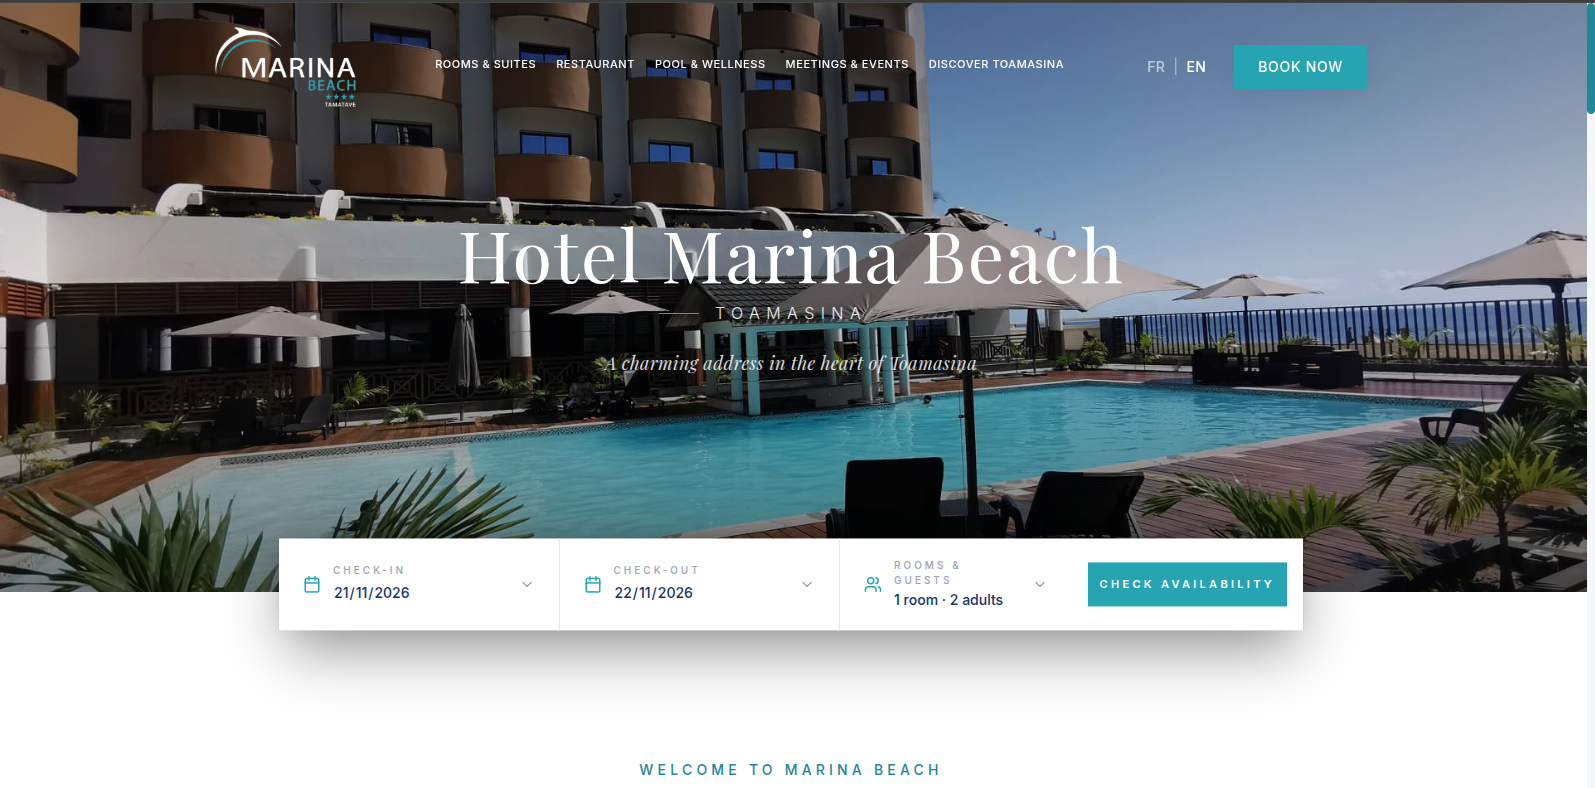 MARINA
BEACH
★★★★
TAMATAVE
ROOMS & SUITES
RESTAURANT
POOL & WELLNESS
MEETINGS & EVENTS
DISCOVER TOAMASINA
FR | EN
BOOK NOW
Hotel Marina Beach
TOAMASINA
A charming address in the heart of Toamasina
CHECK-IN
21/11/2026
CHECK-OUT
22/11/2026
ROOMS &
GUESTS
1 room · 2 adults
CHECK AVAILABILITY
WELCOME TO MARINA BEACH